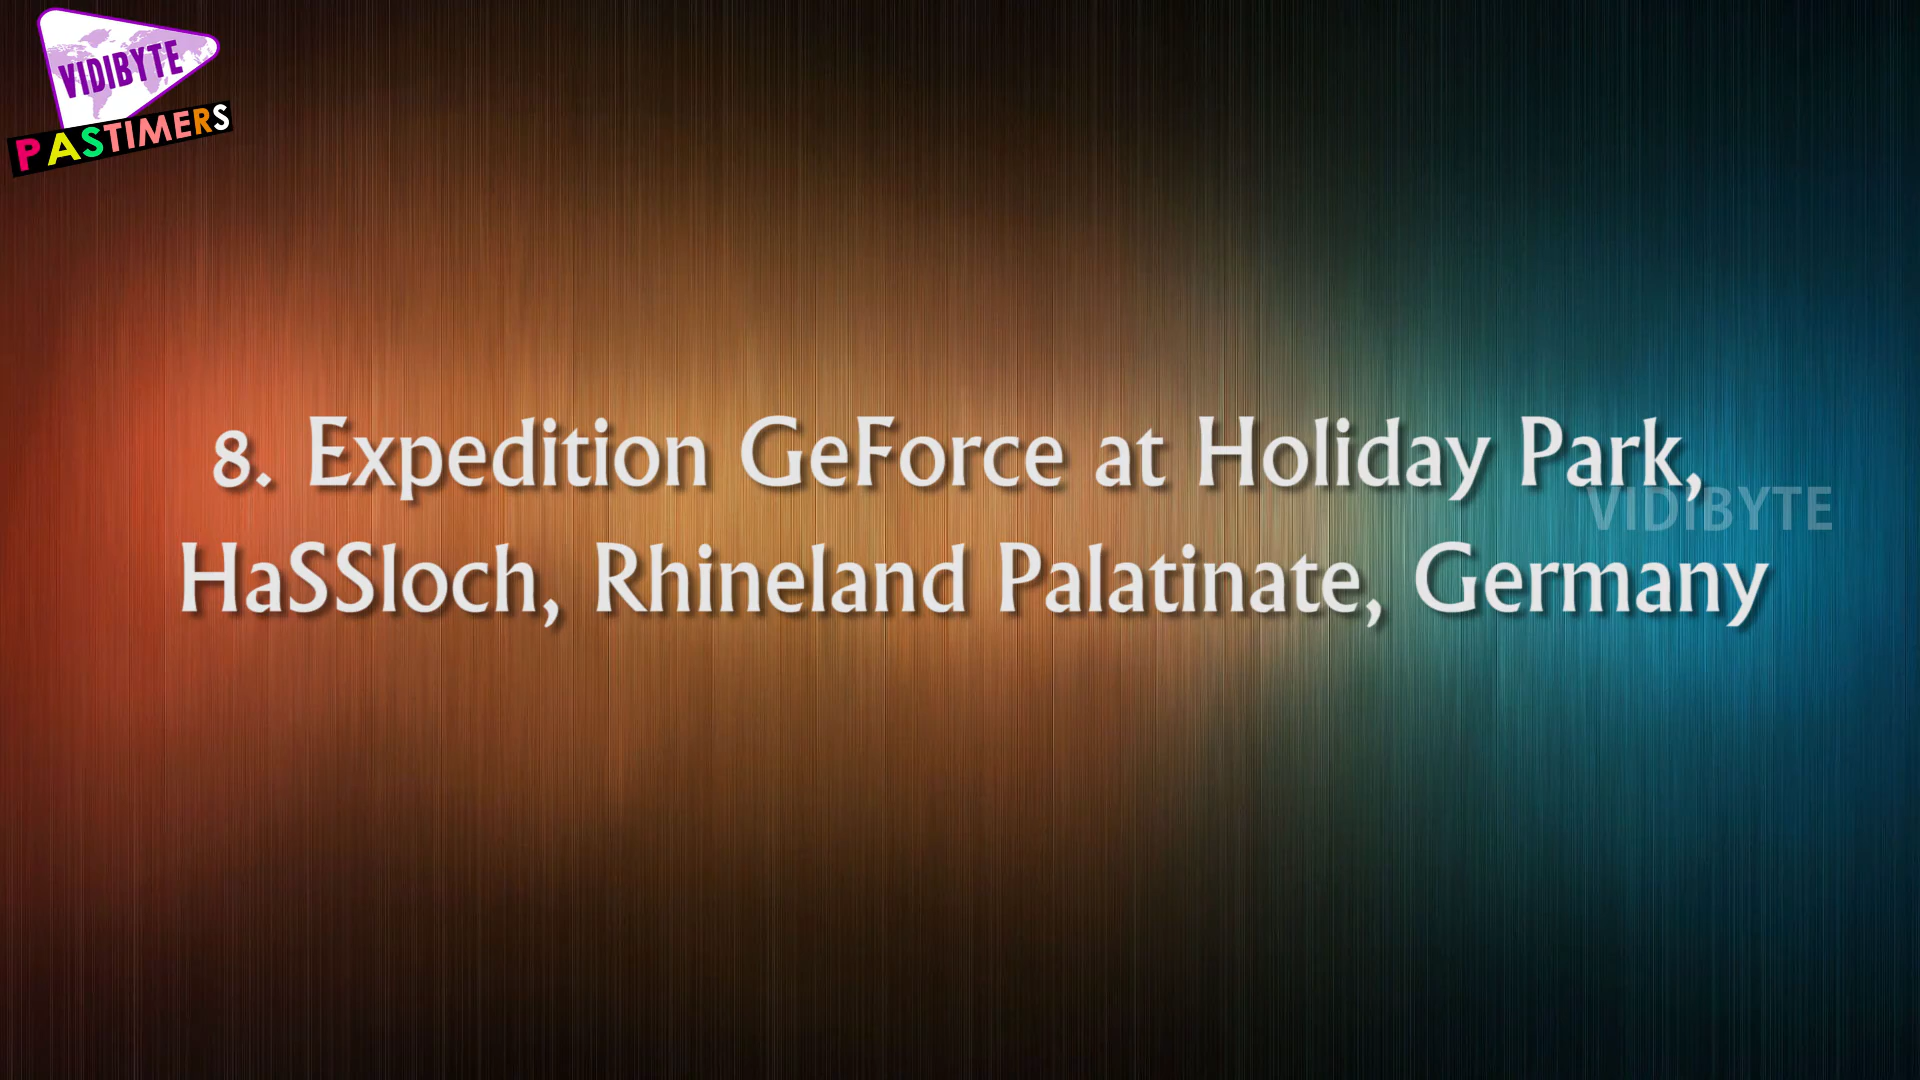 VIDIBYTE
PASTIMERS
8. Expedition GeForce at Holiday Park,
VIDIBYTE
HaSSloch, Rhineland Palatinate, Germany